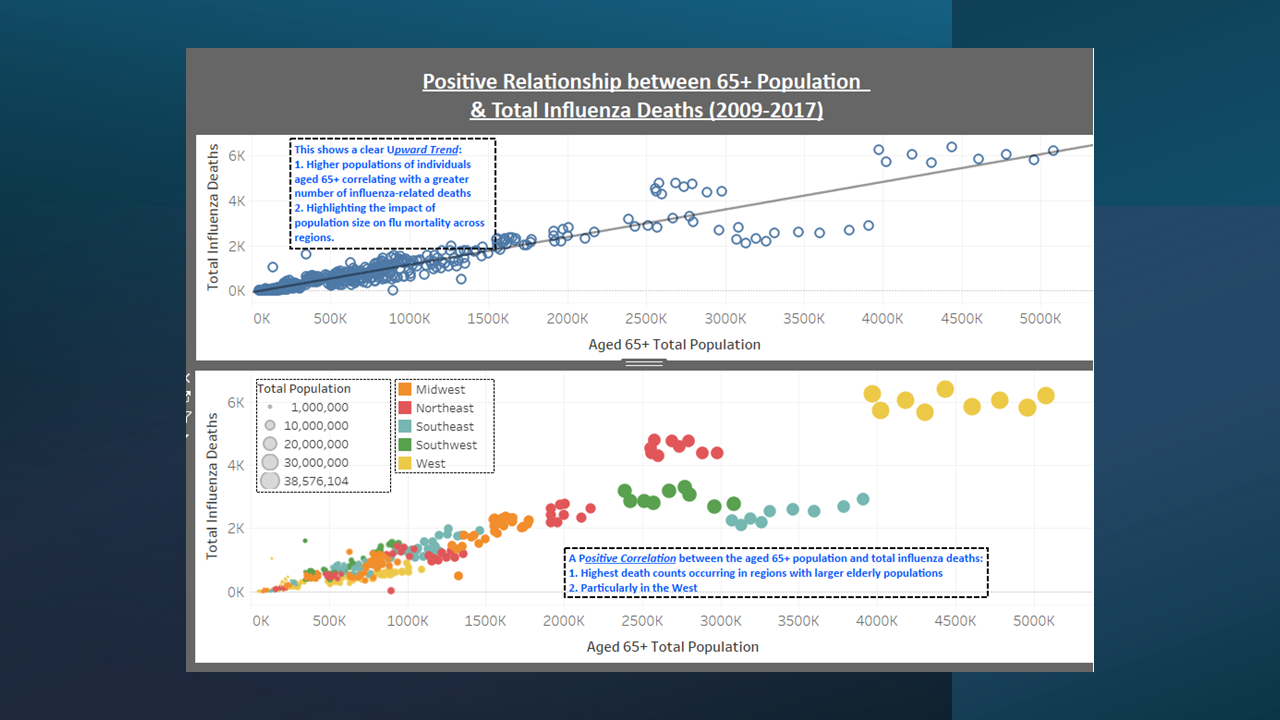 Positive Relationship between 65+ Population
& Total Influenza Deaths (2009-2017)
This shows a clear Upward Trend:
1. Higher populations of individuals
aged 65+ correlating with a greater
number of influenza-related deaths
2. Highlighting the impact of
population size on flu mortality across
regions.
Total Influenza Deaths
6K
4K
2K
0K
0K 500K 1000K 1500K 2000K 2500K 3000K 3500K 4000K 4500K 5000K
Aged 65+ Total Population
Total Population
1,000,000
10,000,000
20,000,000
30,000,000
38,576,104
Midwest
Northeast
Southeast
Southwest
West
Total Influenza Deaths
6K
4K
2K
0K
A Positive Correlation between the aged 65+ population and total influenza deaths:
1. Highest death counts occurring in regions with larger elderly populations
2. Particularly in the West
0K 500K 1000K 1500K 2000K 2500K 3000K 3500K 4000K 4500K 5000K
Aged 65+ Total Population